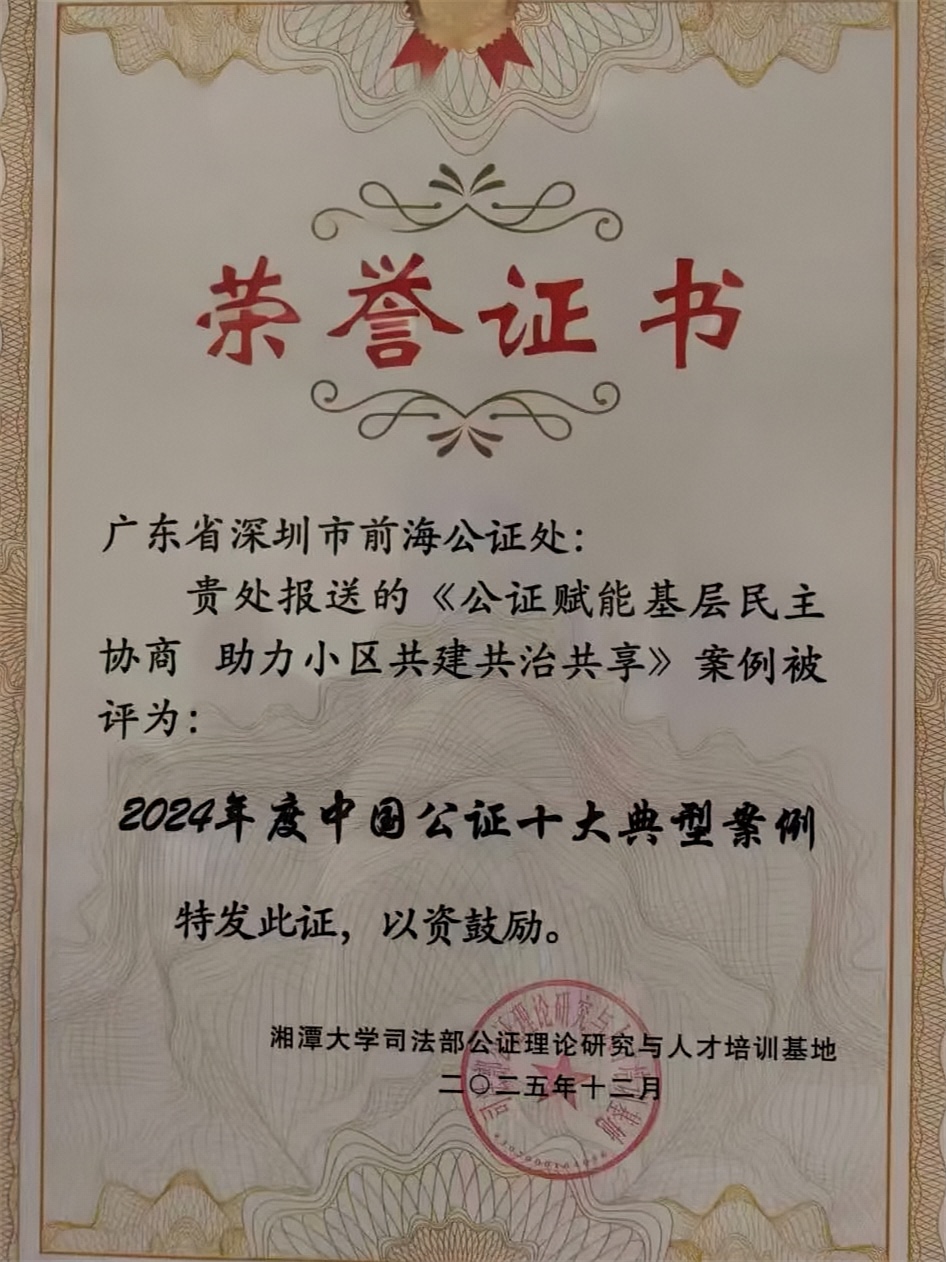 荣誉证书
广东省深圳市前海公证处：
贵处报送的《公证赋能基层民主
协商 助力小区共建共治共享》案例被
评为：
2024年度中国公证十大典型案例
特发此证，以资鼓励。
湘潭大学司法部公证理论研究与人才培训基地
二〇二五年十二月